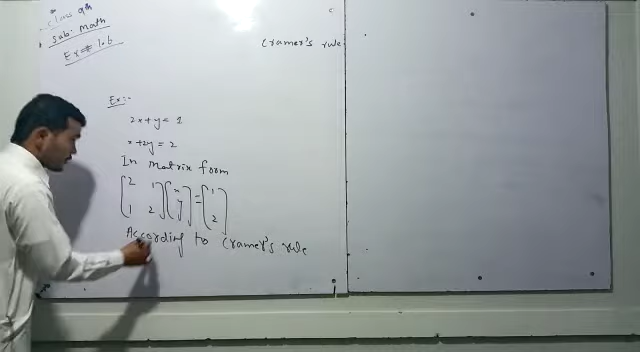 Class 9th
Sub: Math
Ex# 1.6
Cramer's rule
Ex:-
2x+y=1
x+2y=2
In Matrix form
[2 1
1 2] [x
y] = [1
2]
According to Cramer's rule